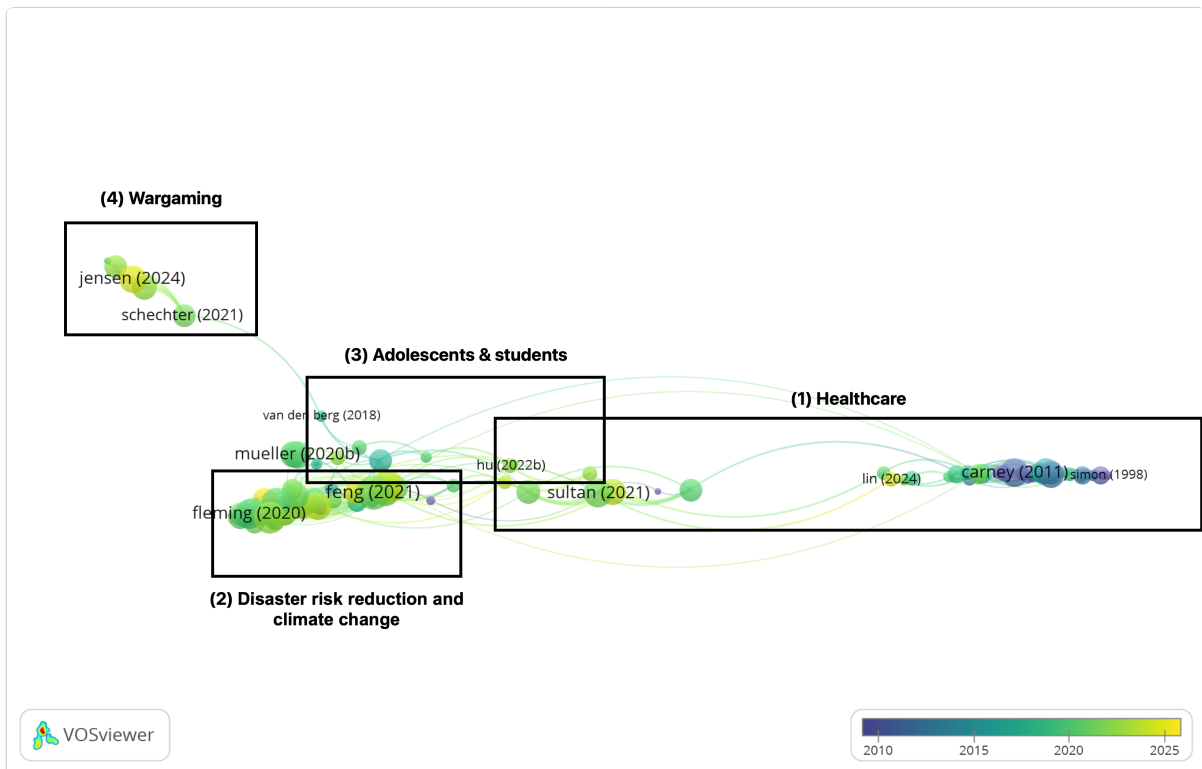 (4) Wargaming
jensen (2024)
schechter (2021)
(3) Adolescents & students
(1) Healthcare
van den berg (2018)
mueller (2020b)
hu (2022b)
feng (2021)
sultan (2021)
lin (2024)
carney (2011)
simon (1998)
fleming (2020)
(2) Disaster risk reduction and
climate change
VOSviewer
2010
2015
2020
2025